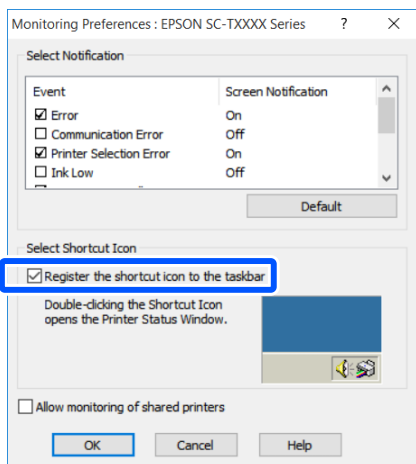 Monitoring Preferences : EPSON SC-TXXXX Series ?
Select Notification
Event Screen Notification
Error On
Communication Error Off
Printer Selection Error On
Ink Low Off
Default
Select Shortcut Icon
Register the shortcut icon to the taskbar
Double-clicking the Shortcut Icon
opens the Printer Status Window.
Allow monitoring of shared printers
OK Cancel Help